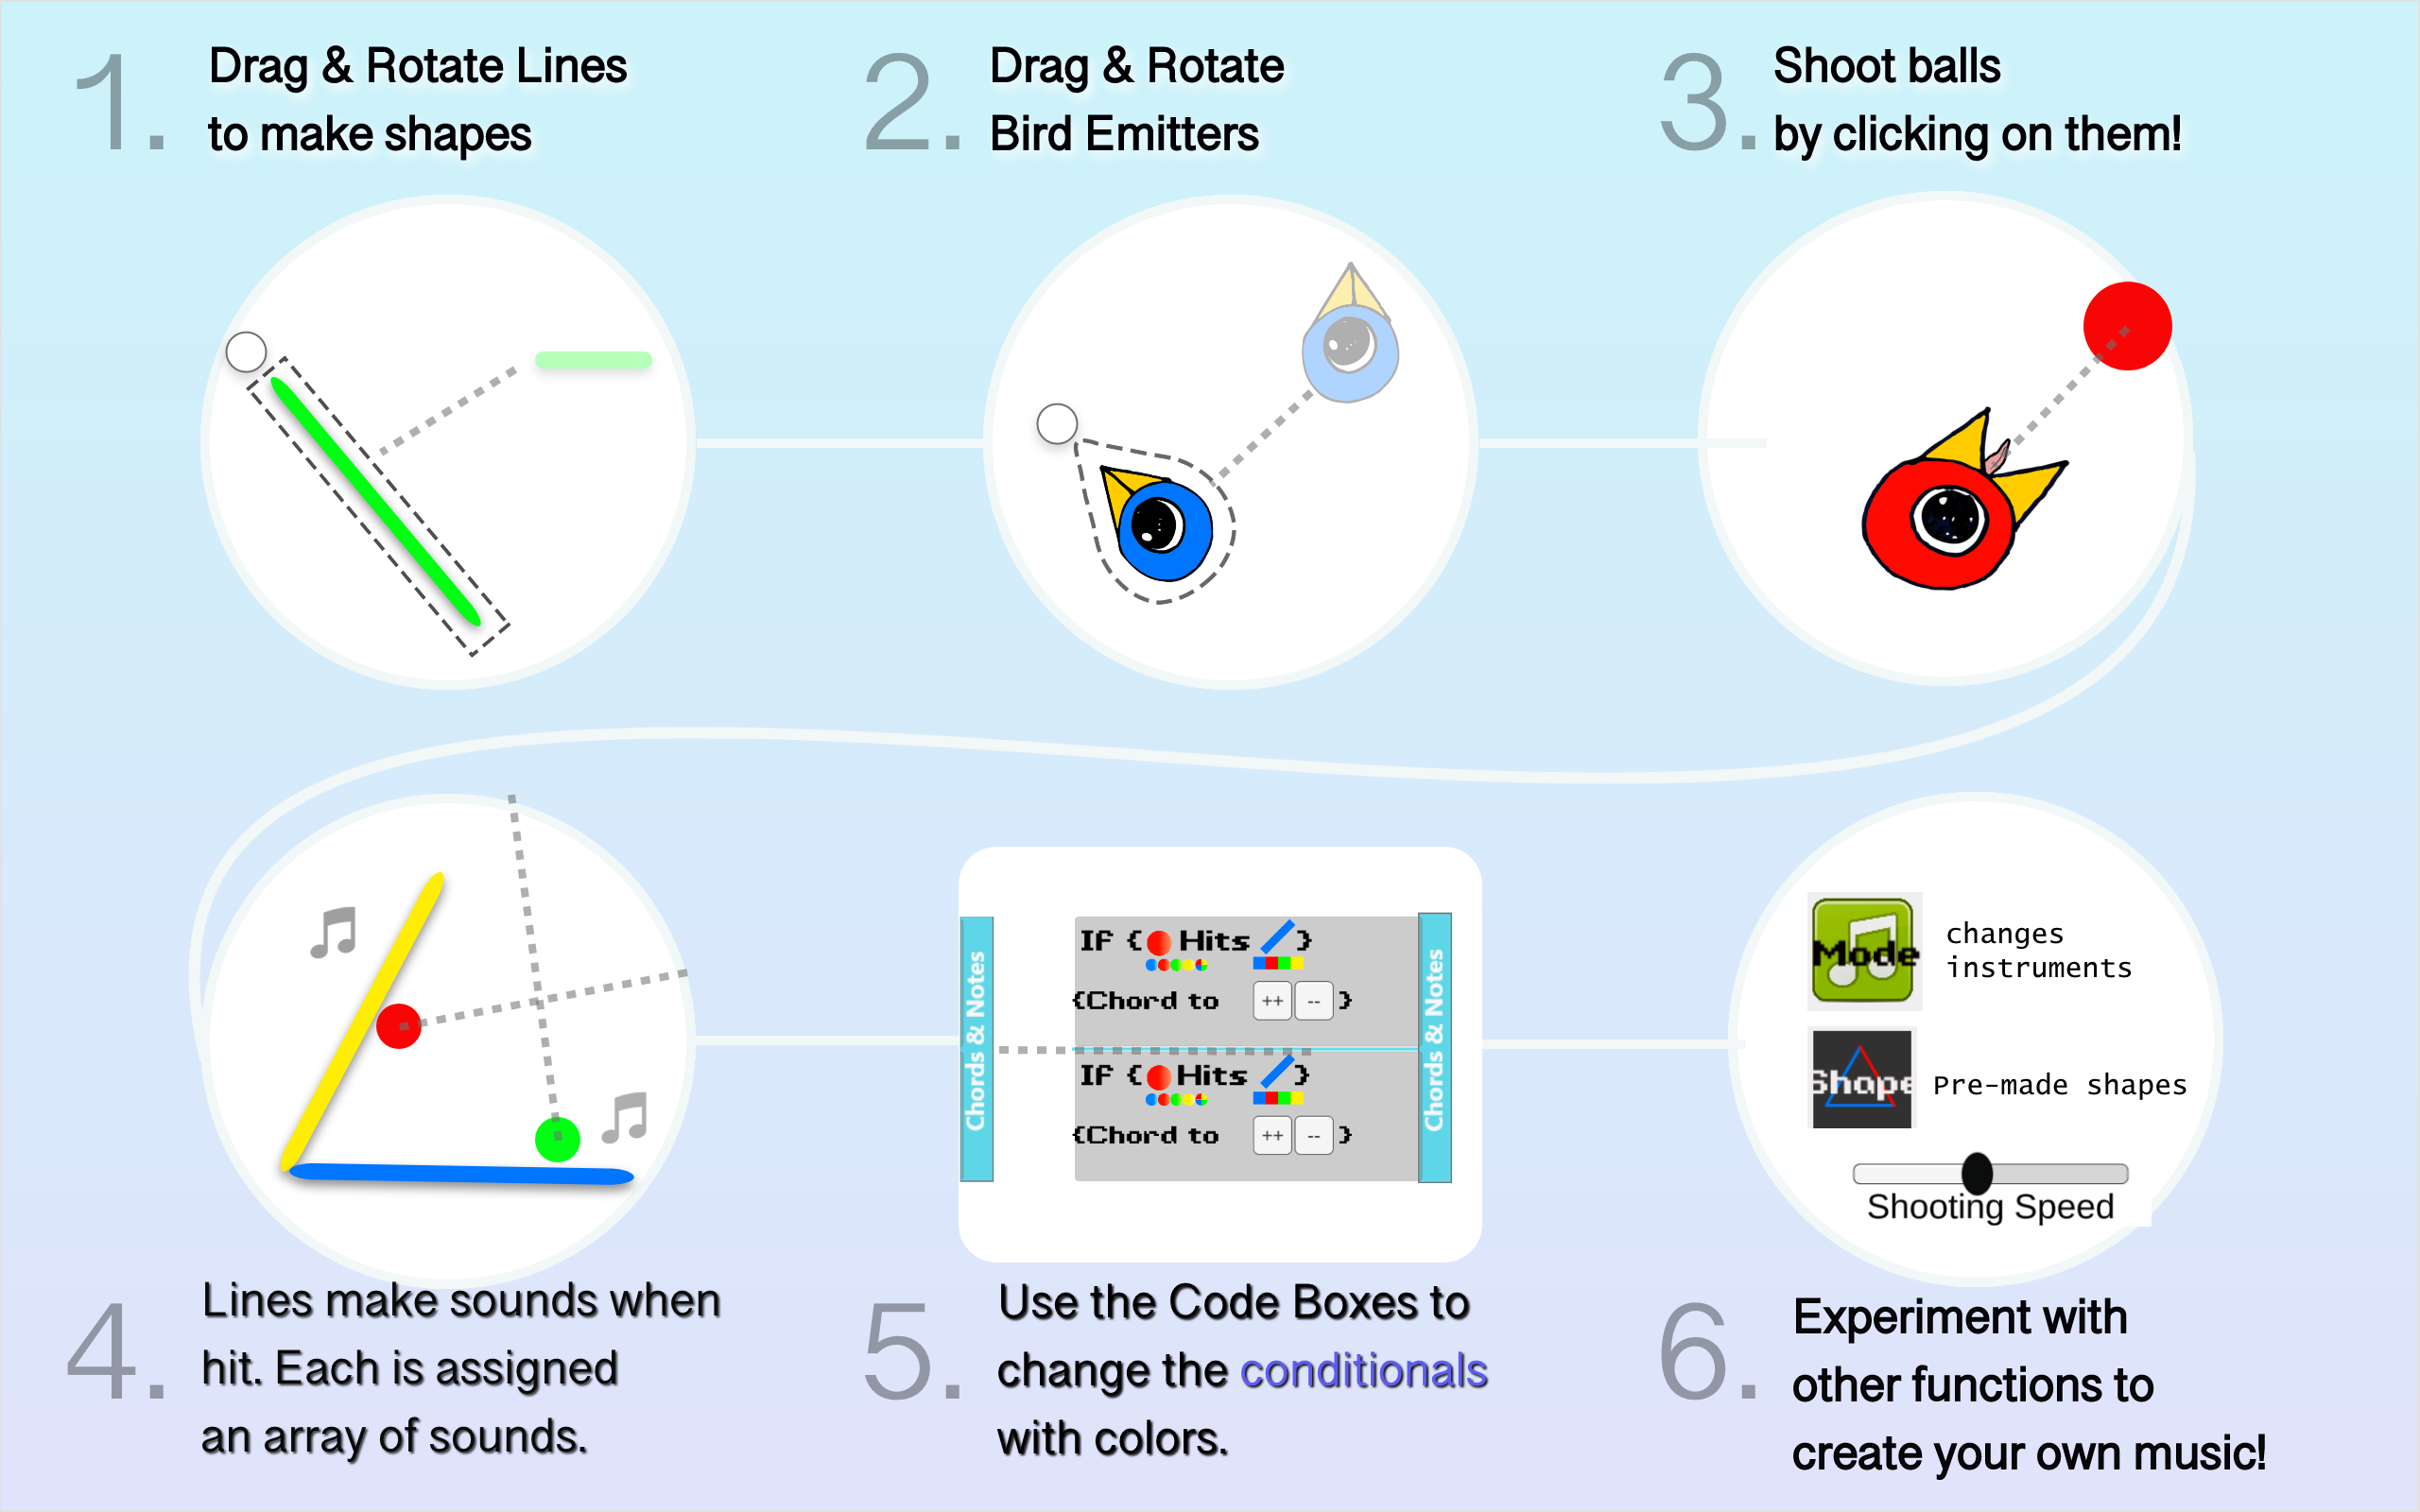 1. Drag & Rotate Lines
to make shapes
2. Drag & Rotate
Bird Emitters
3. Shoot balls
by clicking on them!
Chords & Notes
If { Hits }
{Chord to ++ -- }
If { Hits }
{Chord to ++ -- }
Chords & Notes
Mode
changes
instruments
Shape
Pre-made shapes
Shooting Speed
4. Lines make sounds when
hit. Each is assigned
an array of sounds.
5. Use the Code Boxes to
change the conditionals
with colors.
6. Experiment with
other functions to
create your own music!